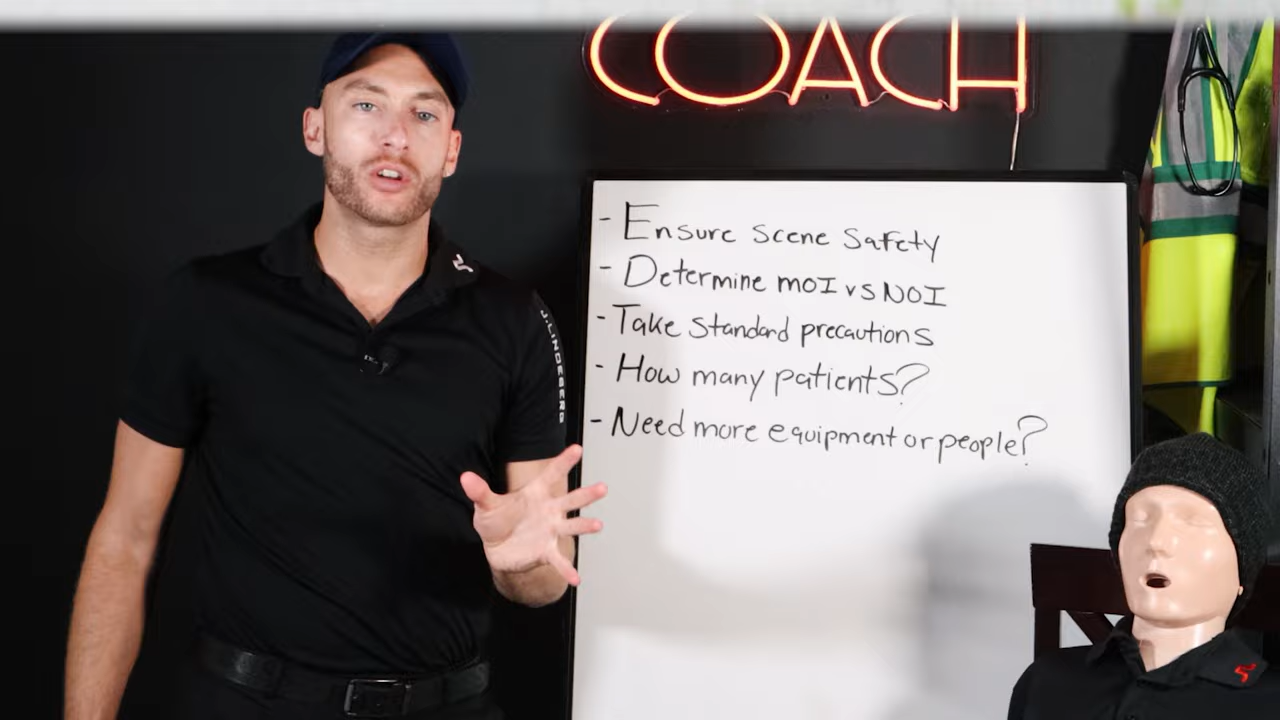 COACH
- Ensure Scene Safety
- Determine MOI vs NOI
- Take Standard precautions
- How many patients?
- Need more equipment or people?
J.LINDEBERG